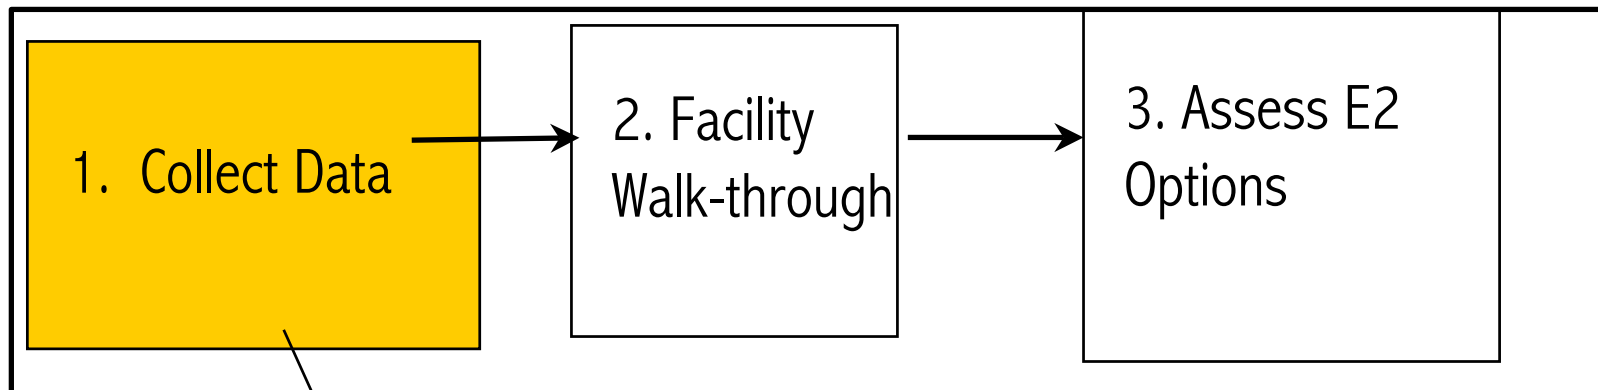 1. Collect Data
2. Facility
Walk-through
3. Assess E2
Options